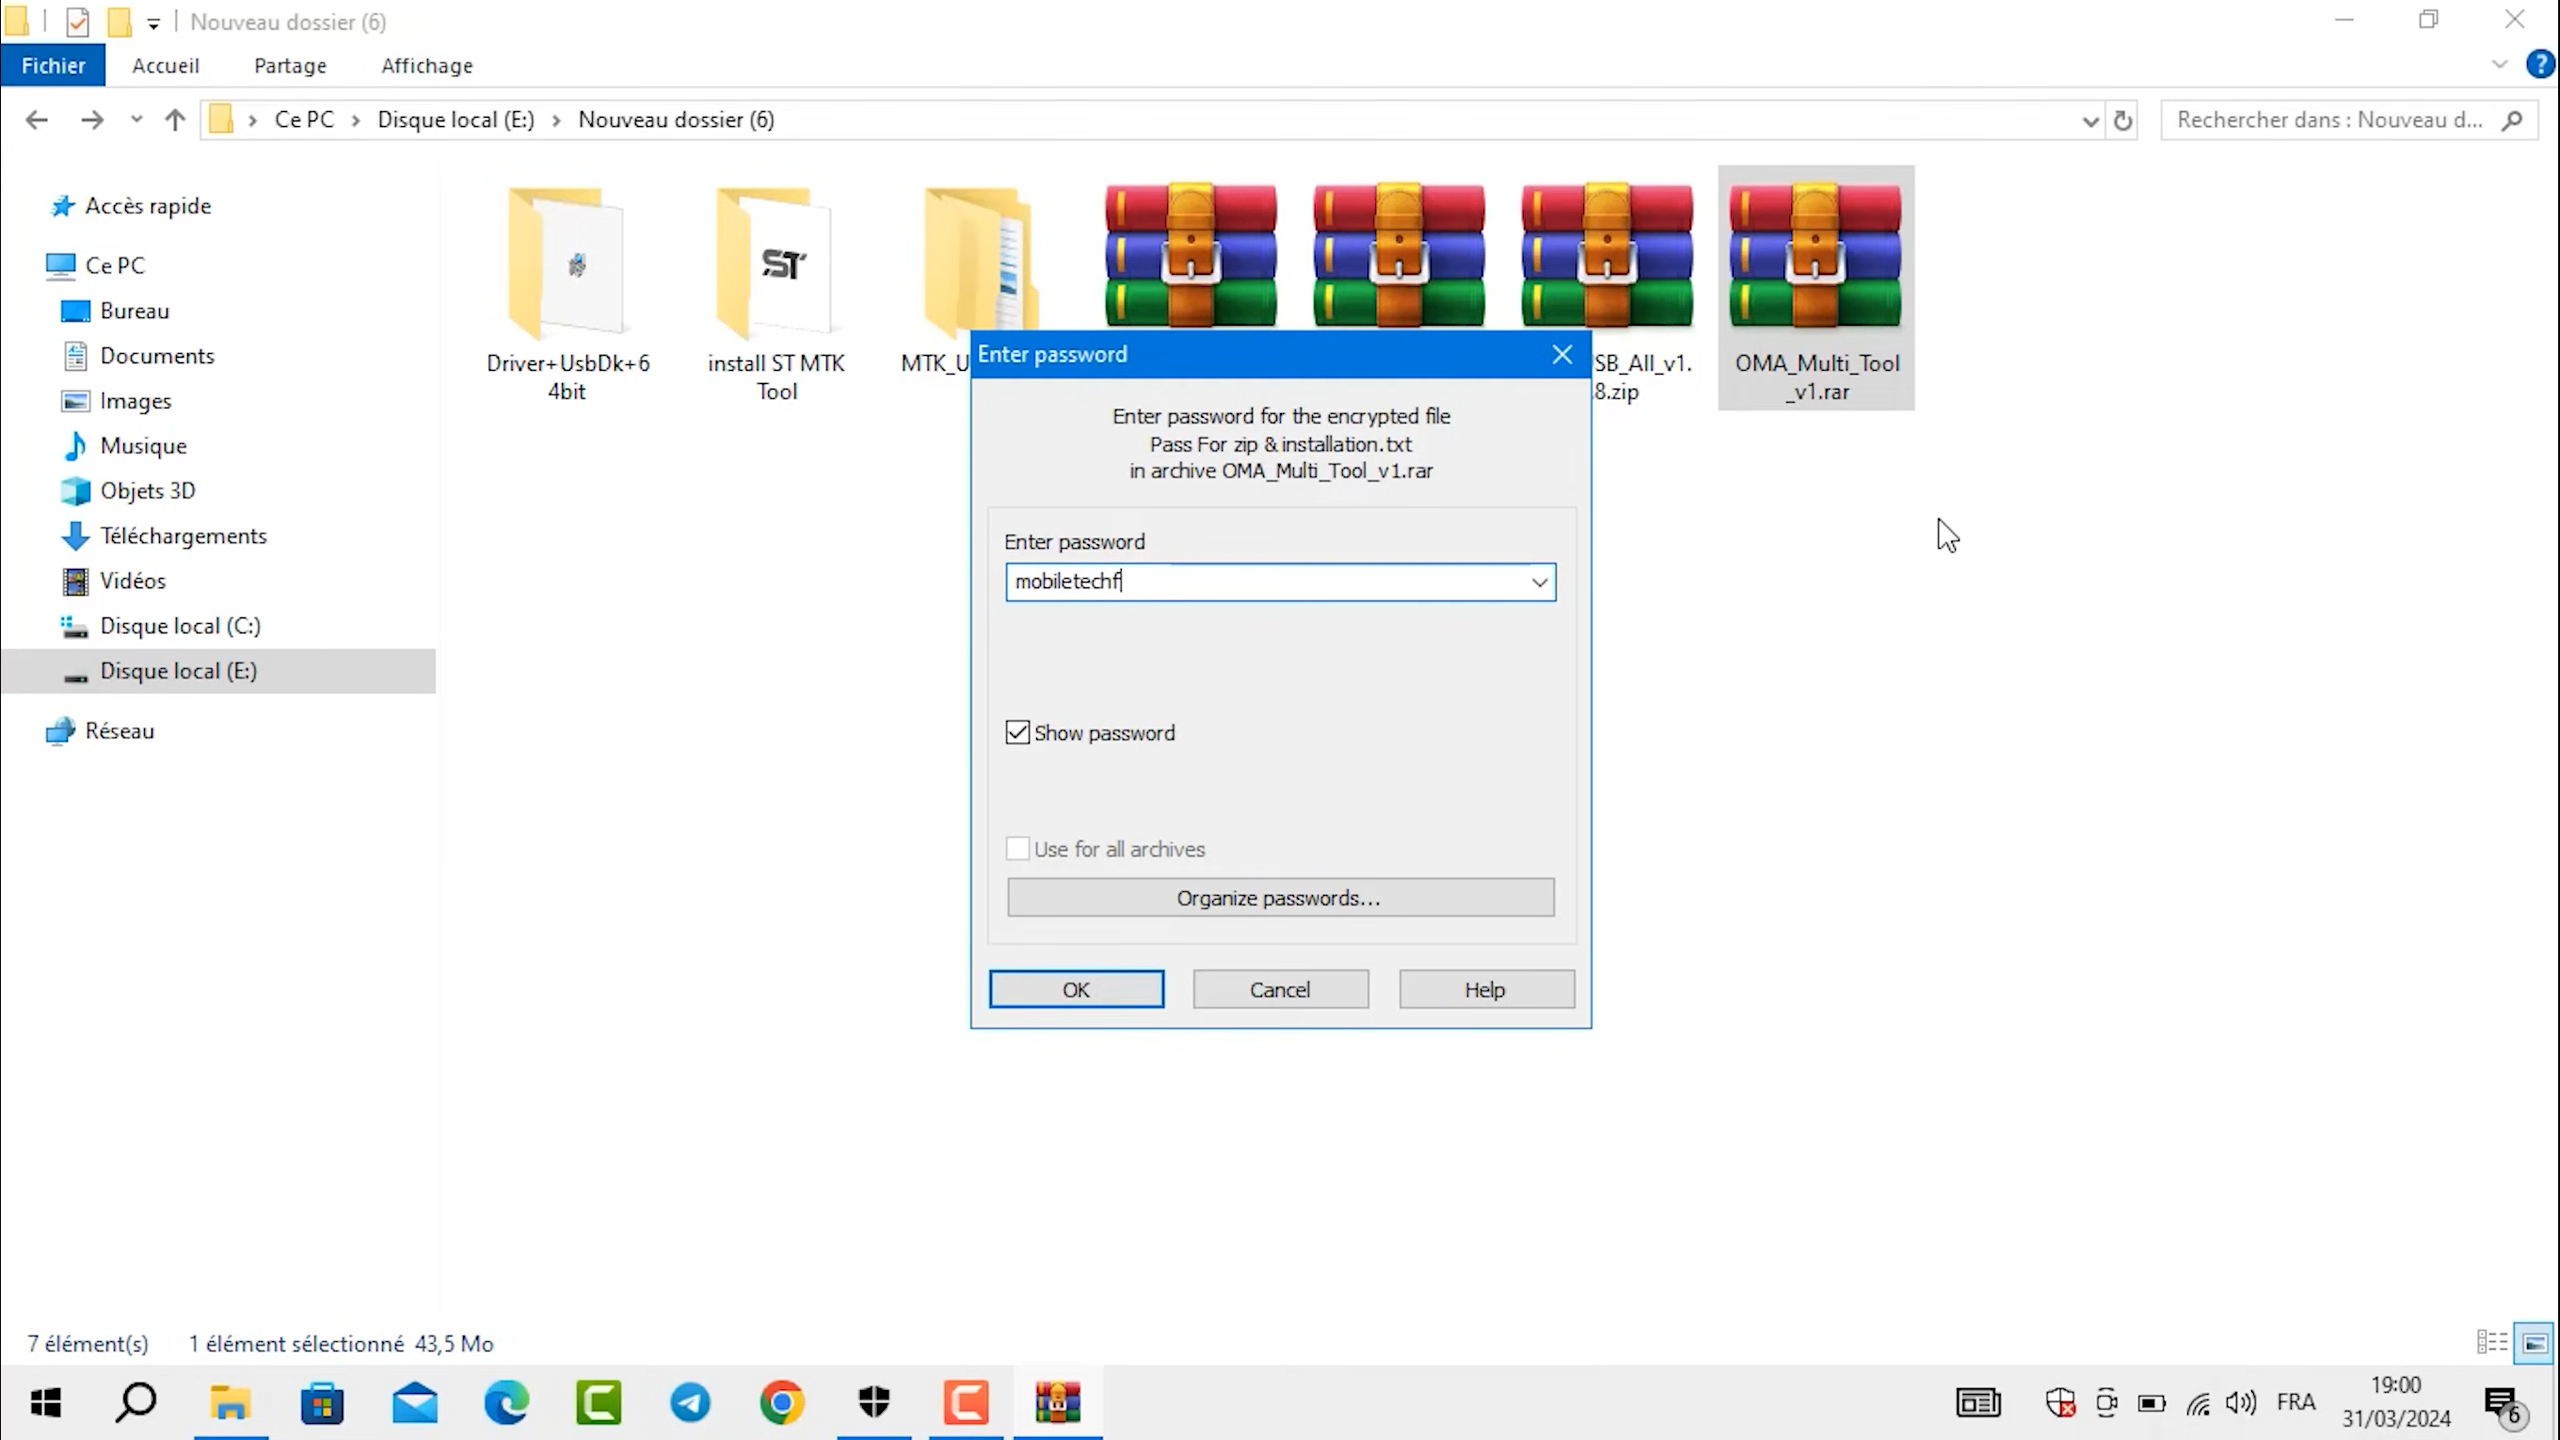 Nouveau dossier (6)
Fichier
Accueil
Partage
Affichage
?
Ce PC
Disque local (E:)
Nouveau dossier (6)
Rechercher dans : Nouveau d...
Accès rapide
Ce PC
Bureau
Documents
Images
Musique
Objets 3D
Téléchargements
Vidéos
Disque local (C:)
Disque local (E:)
Réseau
ST
Driver+UsbDk+6
4bit
install ST MTK
Tool
MTK_U
SB_All_v1.
8.zip
OMA_Multi_Tool
_v1.rar
Enter password
Enter password for the encrypted file
Pass For zip & installation.txt
in archive OMA_Multi_Tool_v1.rar
Enter password
mobiletechf
Show password
Use for all archives
Organize passwords...
OK
Cancel
Help
7 élément(s)
1 élément sélectionné 43,5 Mo
FRA
19:00
31/03/2024
6